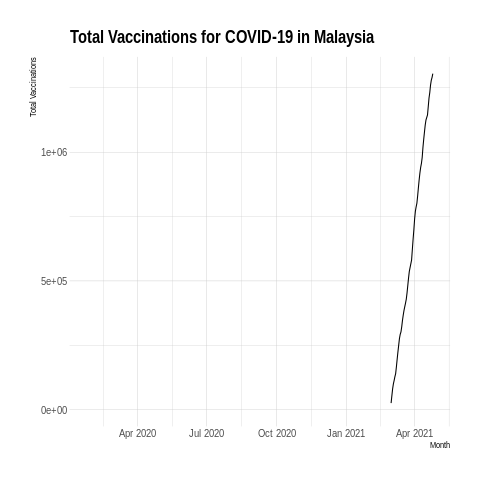 Total Vaccinations for COVID-19 in Malaysia
Total Vaccinations
1e+06
5e+05
0e+00
Apr 2020 Jul 2020 Oct 2020 Jan 2021 Apr 2021
Month